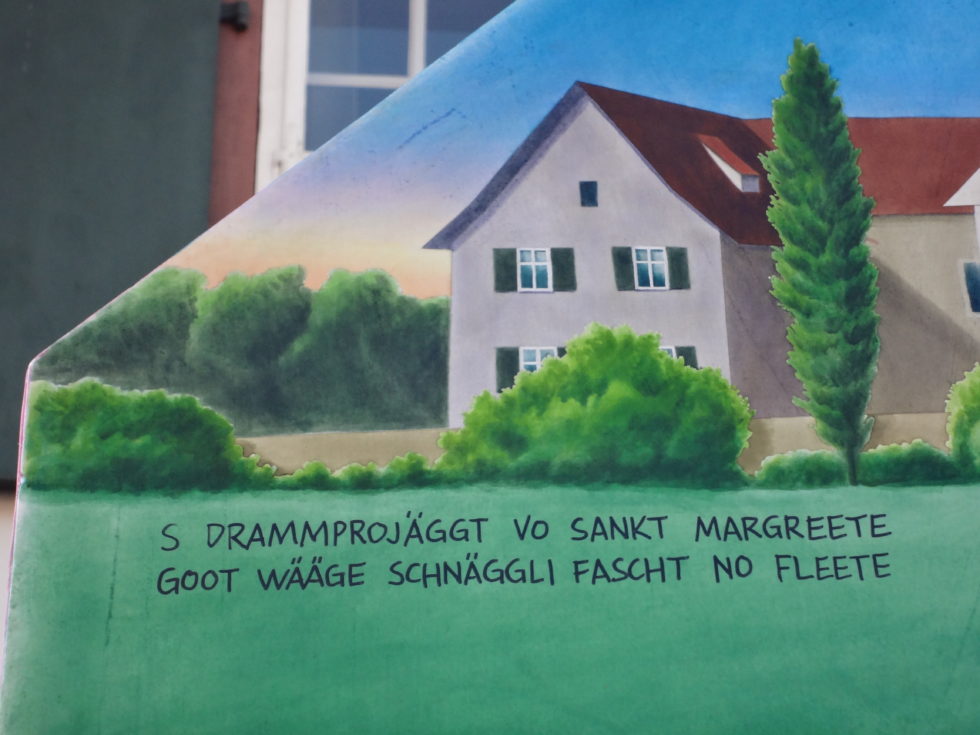 S DRAMMPROJÄGGT VO SANKT MARGREETE
GOOT WÄÄGE SCHNÄGGLI FASCHT NO FLEETE